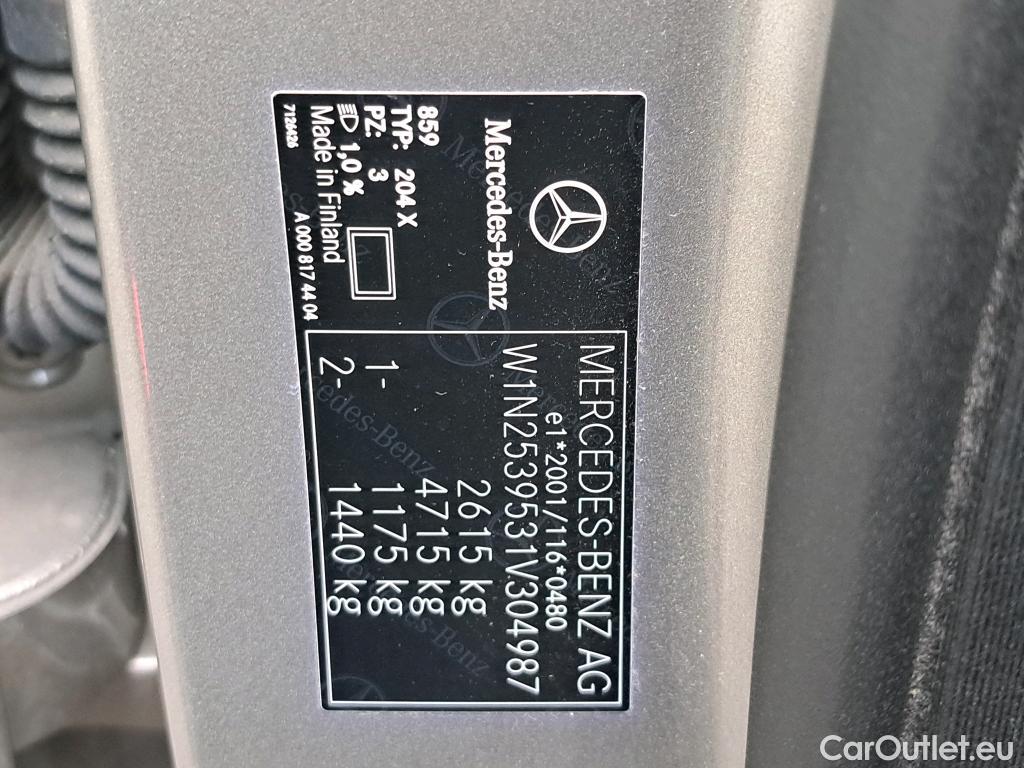 Mercedes-Benz
859
TYP: 204 X
PZ: 3
1,0 %
Made in Finland
7126426
A 000 817 44 04
MERCEDES-BENZ AG
e1*2001/116*0480
W1N2539531V304987
2615 kg
4715 kg
1- 1175 kg
2- 1440 kg
CarOutlet.eu